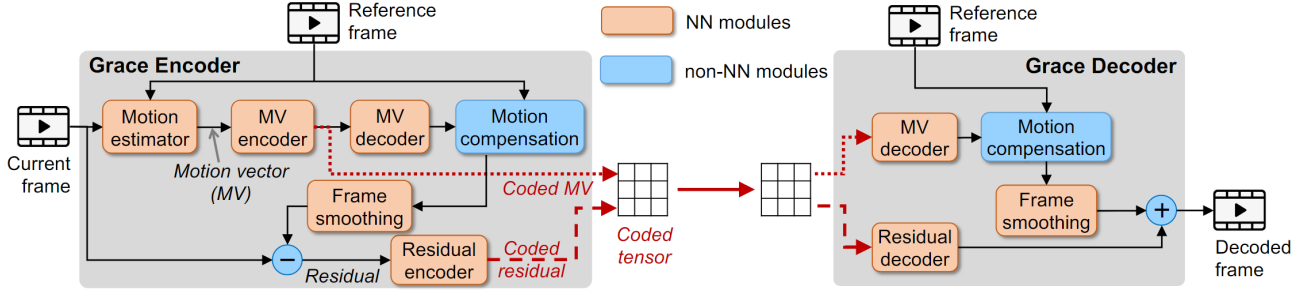 Reference
frame
NN modules
non-NN modules
Reference
frame
Grace Encoder
Grace Decoder
Motion
estimator
MV
encoder
MV
decoder
Motion
compensation
Current
frame
Motion vector
(MV)
Coded MV
Frame
smoothing
−
Residual
Residual
encoder
Coded
residual
Coded
tensor
MV
decoder
Motion
compensation
Frame
smoothing
+
Residual
decoder
Decoded
frame